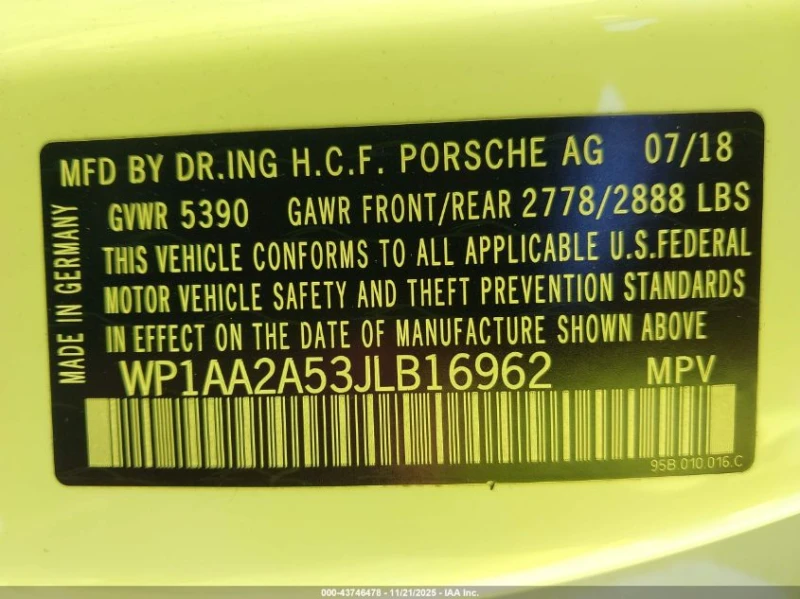 MFD BY DR.ING H.C.F. PORSCHE AG 07/18
GVWR 5390 GAWR FRONT/REAR 2778/2888 LBS
THIS VEHICLE CONFORMS TO ALL APPLICABLE U.S.FEDERAL
MOTOR VEHICLE SAFETY AND THEFT PREVENTION STANDARDS
IN EFFECT ON THE DATE OF MANUFACTURE SHOWN ABOVE
WP1AA2A53JLB16962 MPV
95B.010.016.C
MADE IN GERMANY
000-43746478 - 11/21/2025 - IAA Inc.